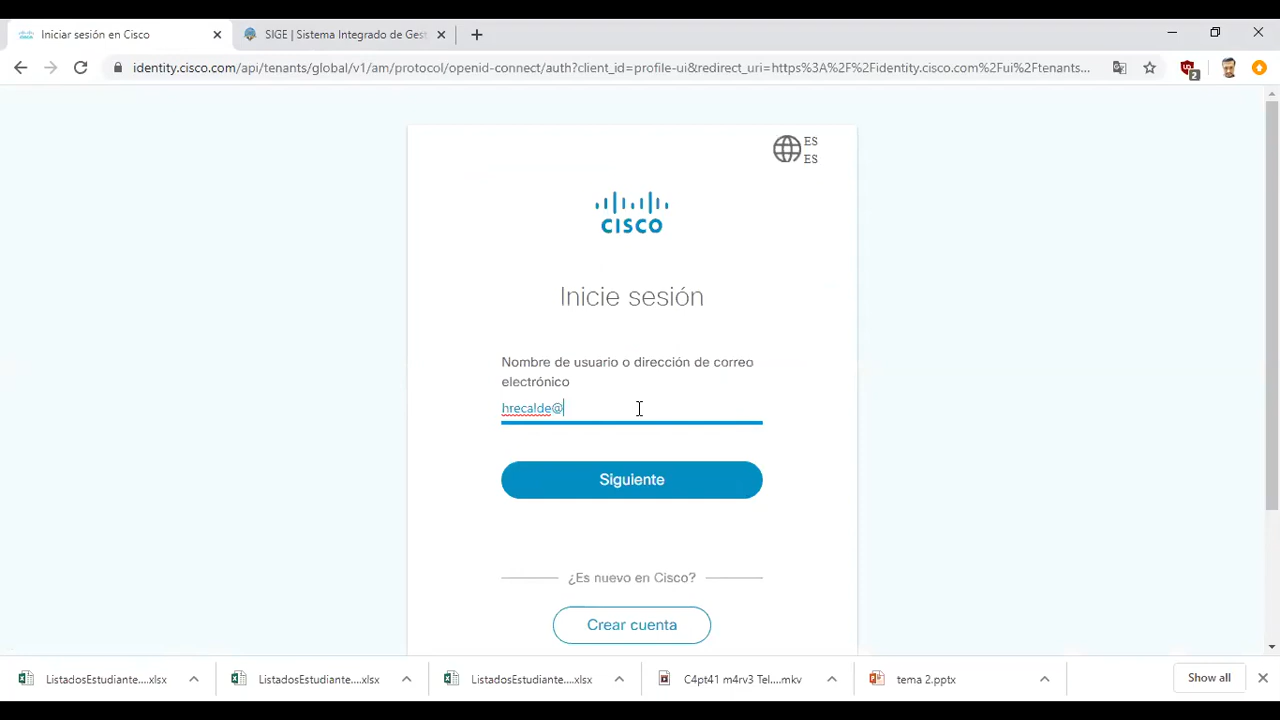 Iniciar sesión en Cisco
SIGE | Sistema Integrado de Gest
identity.cisco.com/api/tenants/global/v1/am/protocol/openid-connect/auth?client_id=profile-ui&redirect_uri=https%3A%2F%2Fidentity.cisco.com%2Fui%2Ftenants...
2
ES
ES
CISCO
Inicie sesión
Nombre de usuario o dirección de correo
electrónico
hrecalde@
Siguiente
¿Es nuevo en Cisco?
Crear cuenta
ListadosEstudiante....xlsx
ListadosEstudiante....xlsx
ListadosEstudiante....xlsx
C4pt41 m4rv3 Tel....mkv
tema 2.pptx
Show all